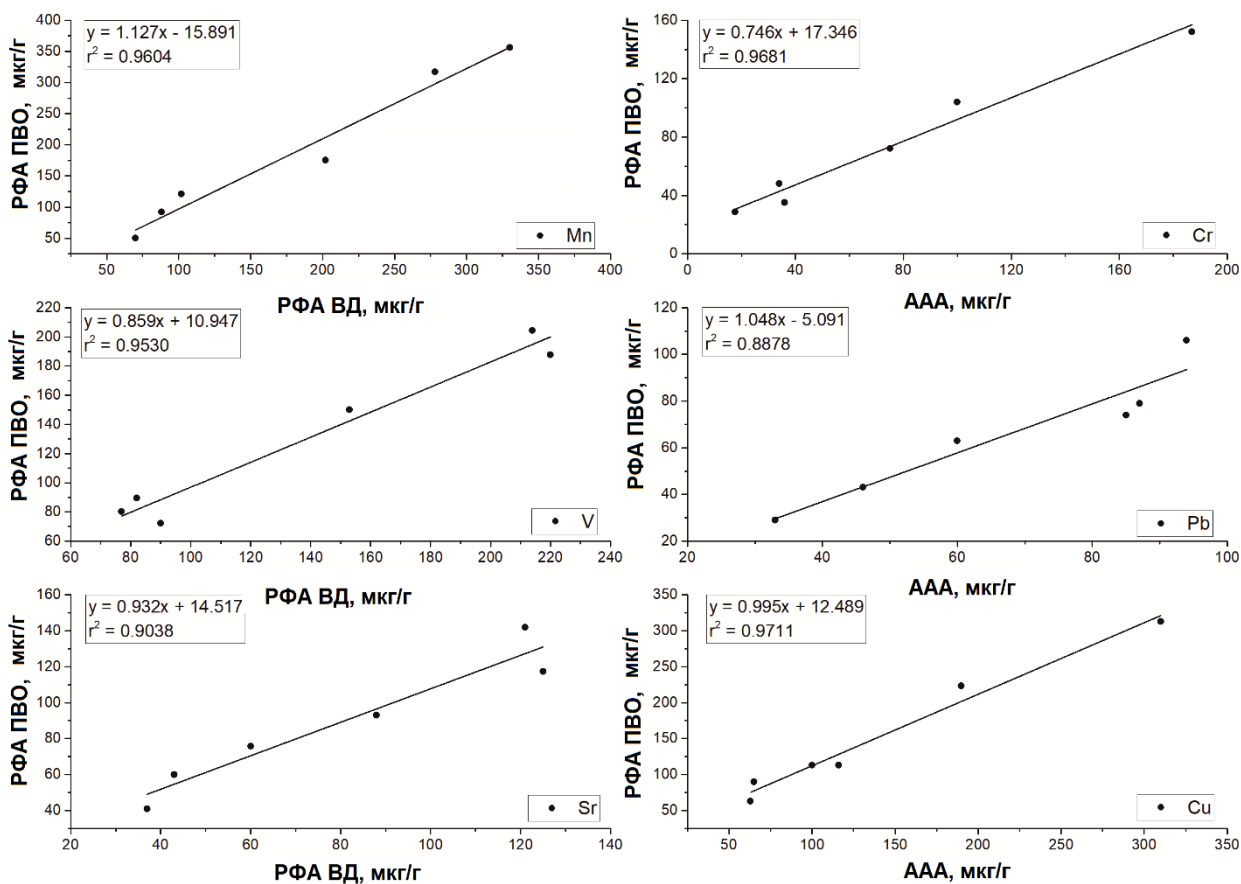 y = 1.127x - 15.891
r² = 0.9604
РФА ПВО, мкг/г
400
350
300
250
200
150
100
50
Mn
50 100 150 200 250 300 350 400
РФА ВД, мкг/г
y = 0.746x + 17.346
r² = 0.9681
РФА ПВО, мкг/г
160
120
80
40
0
Cr
0 40 80 120 160 200
ААА, мкг/г
y = 0.859x + 10.947
r² = 0.9530
РФА ПВО, мкг/г
220
200
180
160
140
120
100
80
60
V
60 80 100 120 140 160 180 200 220 240
РФА ВД, мкг/г
y = 1.048x - 5.091
r² = 0.8878
РФА ПВО, мкг/г
120
100
80
60
40
20
Pb
20 40 60 80 100
ААА, мкг/г
y = 0.932x + 14.517
r² = 0.9038
РФА ПВО, мкг/г
160
140
120
100
80
60
40
Sr
20 40 60 80 100 120 140
РФА ВД, мкг/г
y = 0.995x + 12.489
r² = 0.9711
РФА ПВО, мкг/г
350
300
250
200
150
100
50
Cu
50 100 150 200 250 300 350
ААА, мкг/г